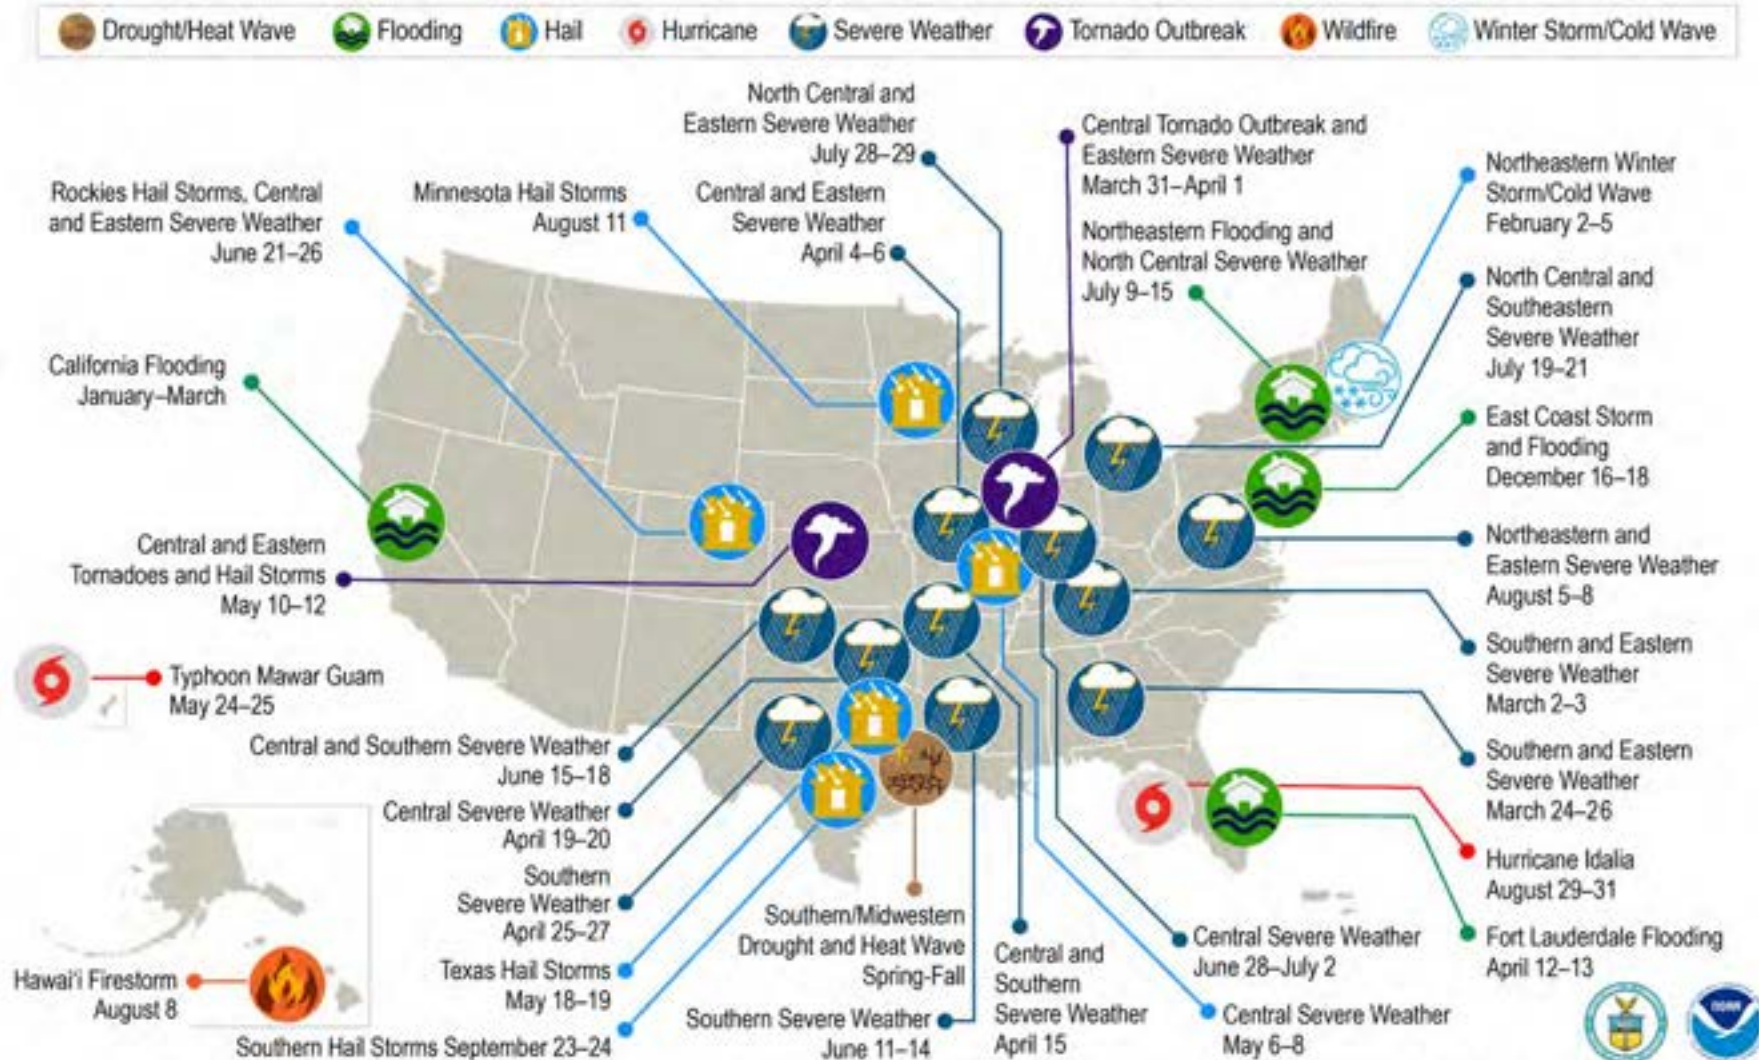 Drought/Heat Wave
Flooding
Hail
Hurricane
Severe Weather
Tornado Outbreak
Wildfire
Winter Storm/Cold Wave
North Central and
Eastern Severe Weather
July 28–29
Central Tornado Outbreak and
Eastern Severe Weather
March 31–April 1
Northeastern Winter
Storm/Cold Wave
February 2–5
Rockies Hail Storms, Central
and Eastern Severe Weather
June 21–26
Minnesota Hail Storms
August 11
Central and Eastern
Severe Weather
April 4–6
Northeastern Flooding and
North Central Severe Weather
July 9–15
North Central and
Southeastern
Severe Weather
July 19–21
California Flooding
January–March
East Coast Storm
and Flooding
December 16–18
Central and Eastern
Tornadoes and Hail Storms
May 10–12
Northeastern and
Eastern Severe Weather
August 5–8
Typhoon Mawar Guam
May 24–25
Southern and Eastern
Severe Weather
March 2–3
Central and Southern Severe Weather
June 15–18
Southern and Eastern
Severe Weather
March 24–26
Central Severe Weather
April 19–20
Hurricane Idalia
August 29–31
Southern
Severe Weather
April 25–27
Southern/Midwestern
Drought and Heat Wave
Spring-Fall
Central and
Southern
Severe Weather
April 15
Central Severe Weather
June 28–July 2
Fort Lauderdale Flooding
April 12–13
Hawai'i Firestorm
August 8
Texas Hail Storms
May 18–19
Southern Severe Weather
June 11–14
Central Severe Weather
May 6–8
Southern Hail Storms September 23–24
NOAA